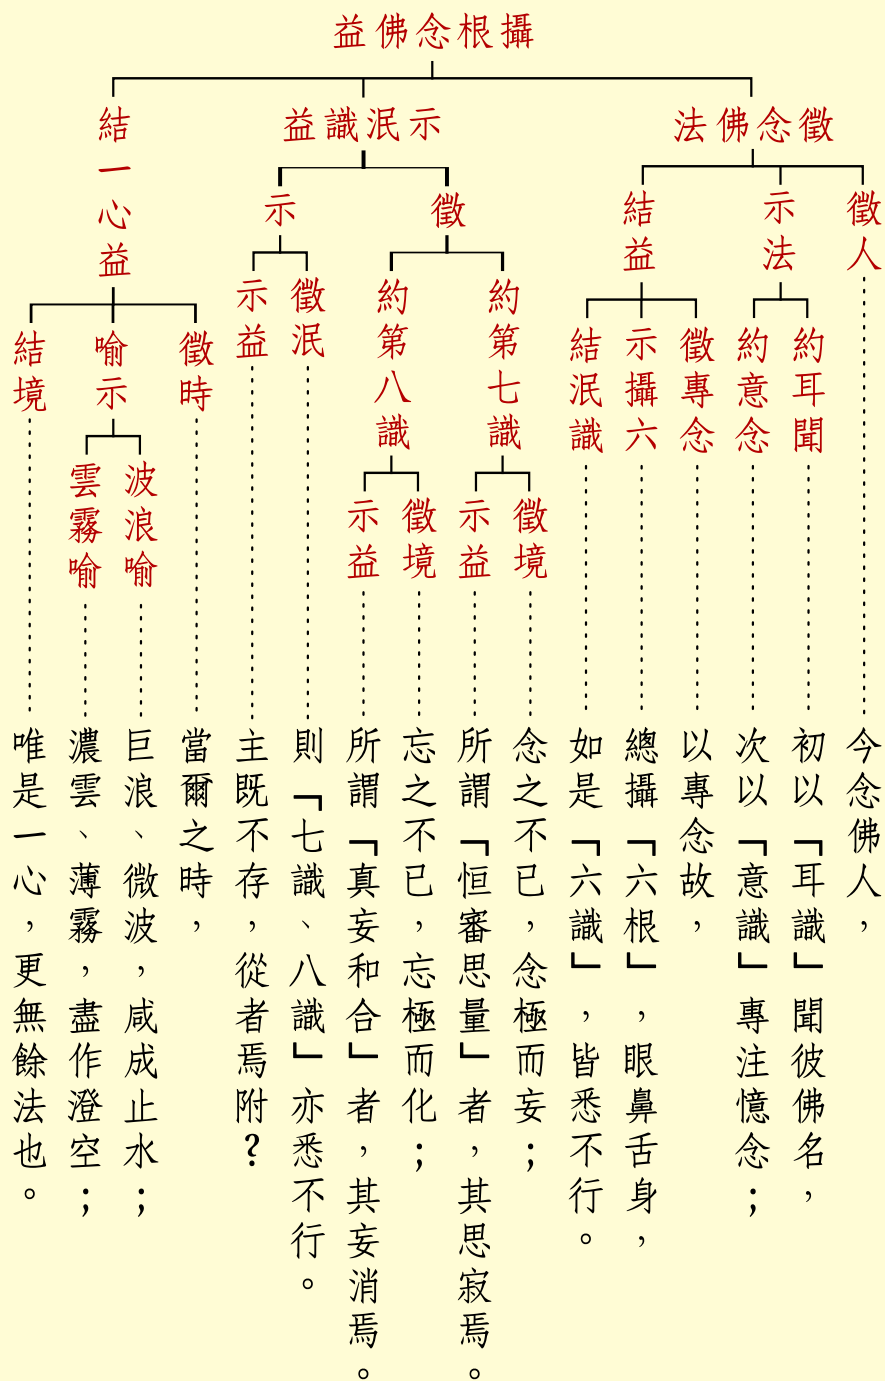 攝根念佛益
徵念佛法
示泯識益
結一心益
徵人
示法
結益
徵
示
約耳聞
約意念
徵專念
示攝六
結泯識
約第七識
約第八識
徵泯
示益
徵時
喻示
結境
徵境
示益
徵境
示益
波浪喻
雲霧喻
今念佛人，
初以「耳識」聞彼佛名，
次以「意識」專注憶念；
以專念故，
總攝「六根」，眼鼻舌身，
如是「六識」，皆悉不行。
念之不已，念極而妄；
所謂「恒審思量」者，其思寂焉。
忘之不已，忘極而化；
所謂「真妄和合」者，其妄消焉。
則「七識、八識」亦悉不行。
主既不存，從者焉附？
當爾之時，
巨浪、微波，咸成止水；
濃雲、薄霧，盡作澄空；
唯是一心，更無餘法也。